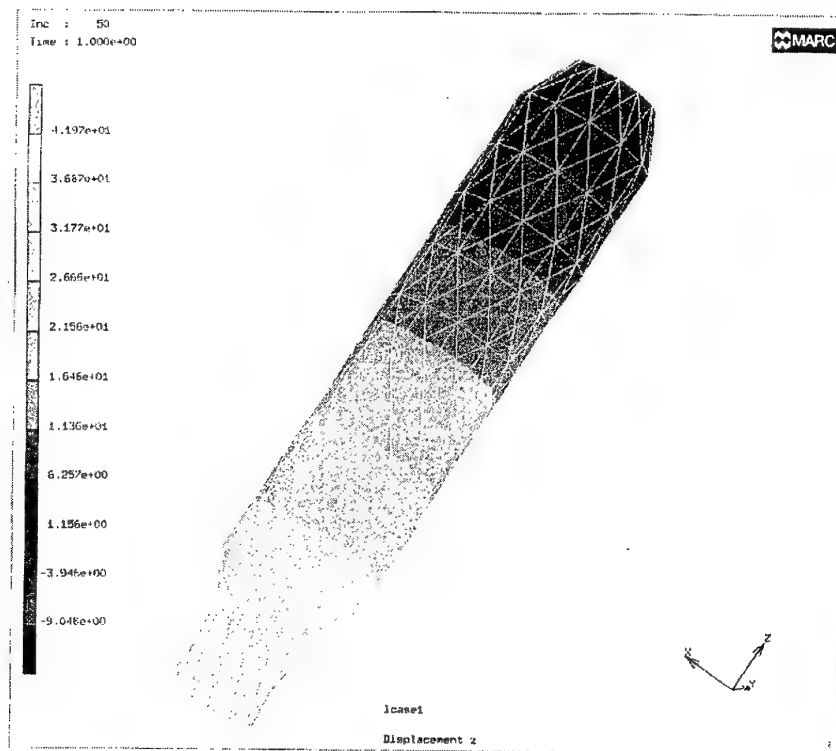 Inc : 50
Time : 1.000e+00
MARC
4.197e+01
3.687e+01
3.177e+01
2.666e+01
2.156e+01
1.646e+01
1.136e+01
6.257e+00
1.156e+00
-3.946e+00
-9.048e+00
X
Z
Y
lcase1
Displacement z